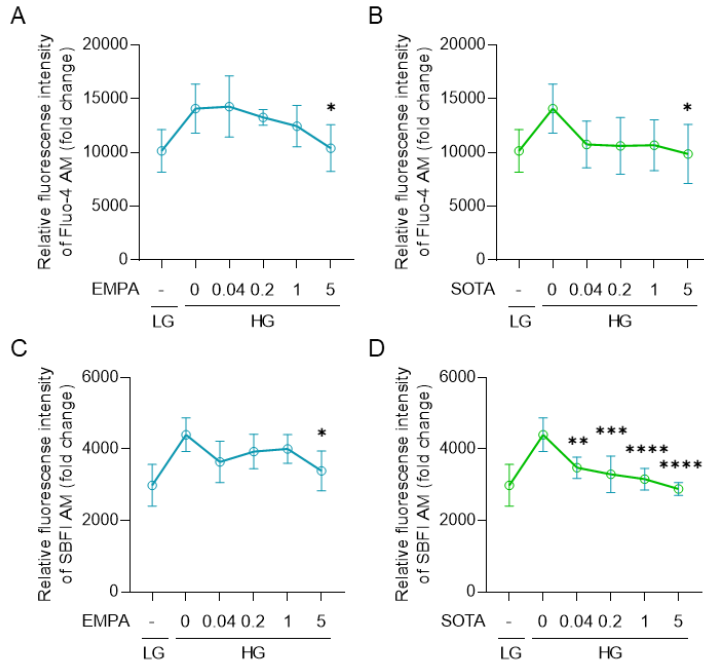 A
Relative fluorescense intensity
of Fluo-4 AM (fold change)
20000
15000
10000
5000
0
*
EMPA - 0 0.04 0.2 1 5
LG HG
B
Relative fluorescense intensity
of Fluo-4 AM (fold change)
20000
15000
10000
5000
0
*
SOTA - 0 0.04 0.2 1 5
LG HG
C
Relative fluorescense intensity
of SBFI AM (fold change)
6000
4000
2000
0
*
EMPA - 0 0.04 0.2 1 5
LG HG
D
Relative fluorescense intensity
of SBFI AM (fold change)
6000
4000
2000
0
**
***
****
****
SOTA - 0 0.04 0.2 1 5
LG HG